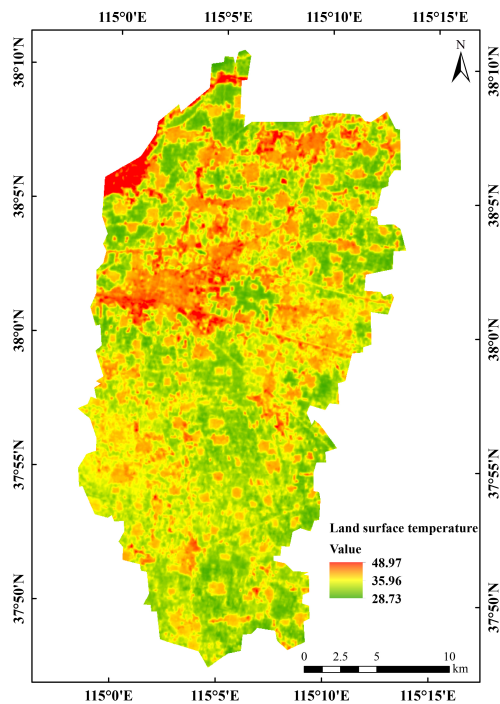 115°0'E 115°5'E 115°10'E 115°15'E
N
38°10'N 38°10'N
38°5'N 38°5'N
38°0'N 38°0'N
37°55'N 37°55'N
Land surface temperature
Value
48.97
35.96
28.73
37°50'N 37°50'N
0 2.5 5 10
km
115°0'E 115°5'E 115°10'E 115°15'E